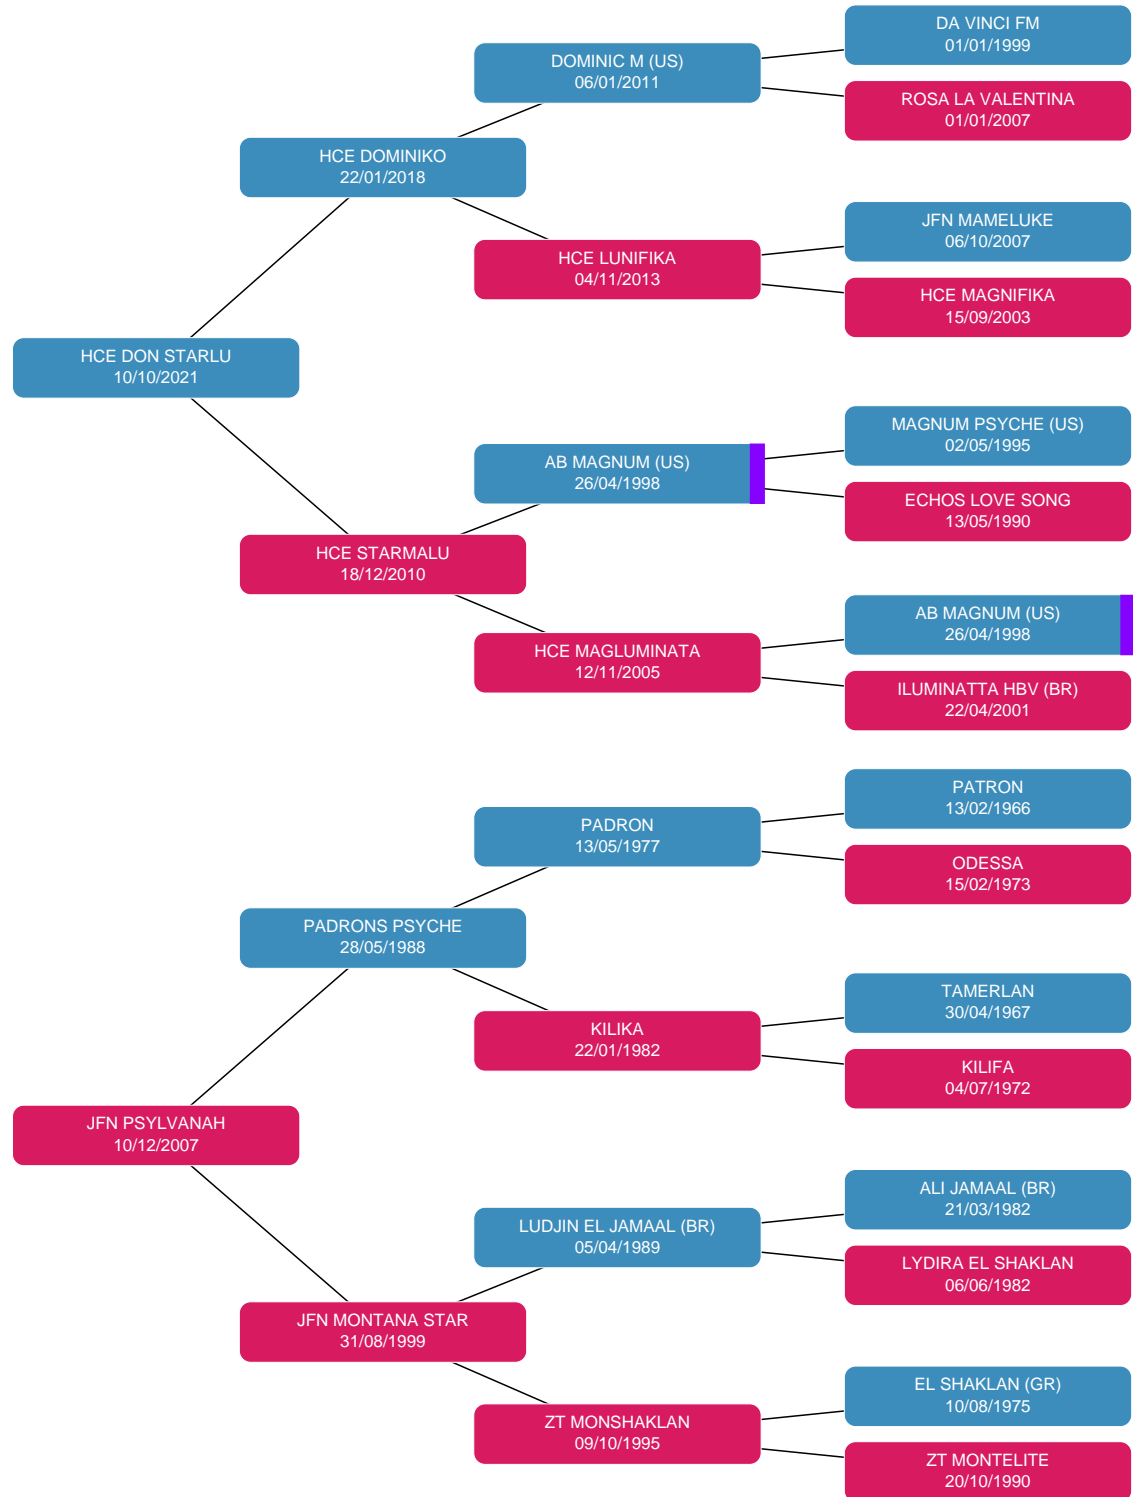 DA VINCI FM
01/01/1999
DOMINIC M (US)
06/01/2011
ROSA LA VALENTINA
01/01/2007
HCE DOMINIKO
22/01/2018
JFN MAMELUKE
06/10/2007
HCE LUNIFIKA
04/11/2013
HCE MAGNIFIKA
15/09/2003
HCE DON STARLU
10/10/2021
MAGNUM PSYCHE (US)
02/05/1995
AB MAGNUM (US)
26/04/1998
ECHOS LOVE SONG
13/05/1990
HCE STARMALU
18/12/2010
AB MAGNUM (US)
26/04/1998
HCE MAGLUMINATA
12/11/2005
ILUMINATTA HBV (BR)
22/04/2001
PATRON
13/02/1966
PADRON
13/05/1977
ODESSA
15/02/1973
PADRONS PSYCHE
28/05/1988
TAMERLAN
30/04/1967
KILIKA
22/01/1982
KILIFA
04/07/1972
JFN PSYLVANAH
10/12/2007
ALI JAMAAL (BR)
21/03/1982
LUDJIN EL JAMAAL (BR)
05/04/1989
LYDIRA EL SHAKLAN
06/06/1982
JFN MONTANA STAR
31/08/1999
EL SHAKLAN (GR)
10/08/1975
ZT MONSHAKLAN
09/10/1995
ZT MONTELITE
20/10/1990